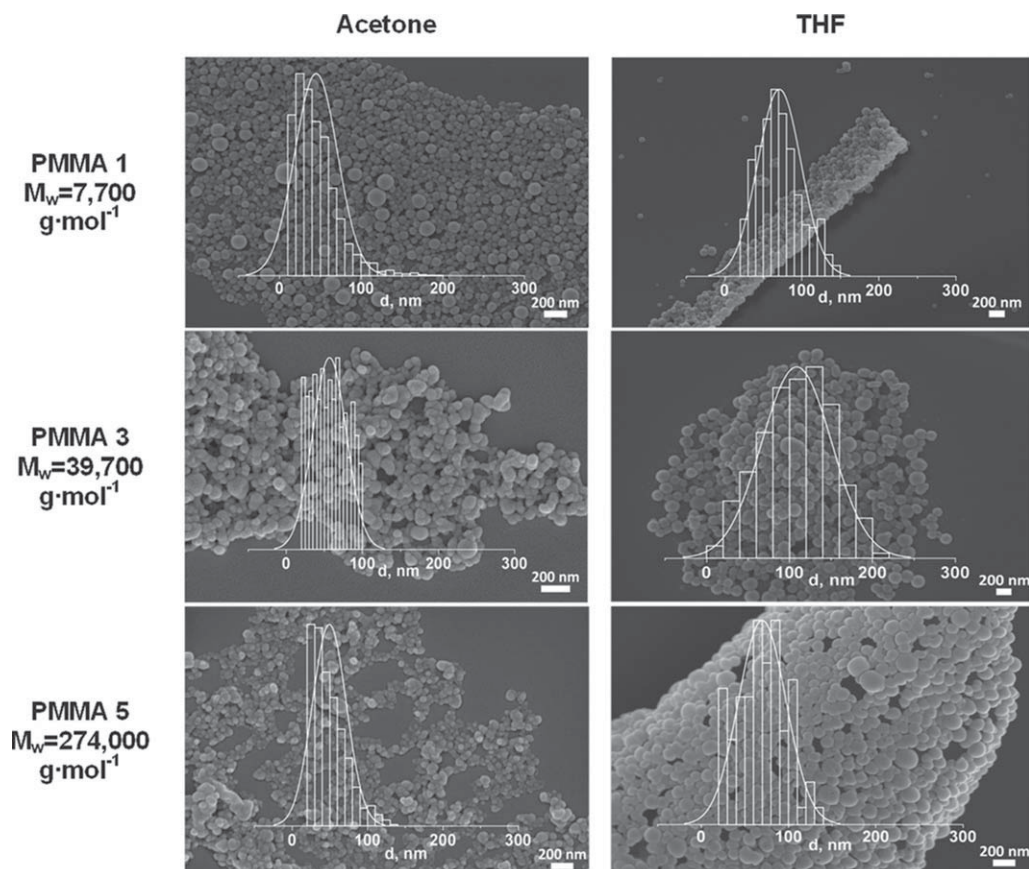 Acetone
THF
PMMA 1
Mw=7,700
g·mol-1
0 100 200 300
d, nm
200 nm
0 100 200 300
d, nm
200 nm
PMMA 3
Mw=39,700
g·mol-1
0 100 200 300
d, nm
200 nm
0 100 200 300
d, nm
200 nm
PMMA 5
Mw=274,000
g·mol-1
0 100 200 300
d, nm
200 nm
0 100 200 300
d, nm
200 nm